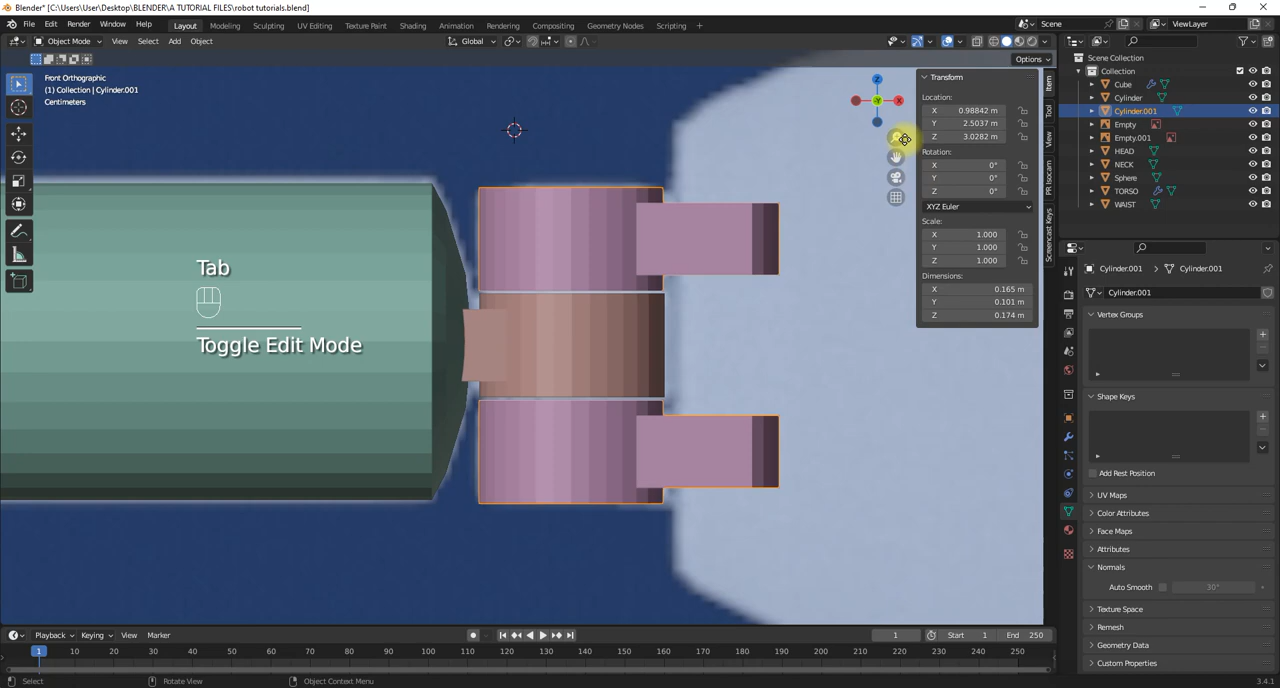 Blender* [C:\Users\User\Desktop\BLENDER\A TUTORIAL FILES\robot tutorials.blend]
File Edit Render Window Help Layout Modeling Sculpting UV Editing Texture Paint Shading Animation Rendering Compositing Geometry Nodes Scripting Scene ViewLayer
Object Mode View Select Add Object Global
Options
Front Orthographic
(1) Collection | Cylinder.001
Centimeters
Z
Y
X
Tab
Toggle Edit Mode
Transform
Location:
X 0.98842 m
Y 2.5037 m
Z 3.0282 m
Rotation:
X 0°
Y 0°
Z 0°
XYZ Euler
Scale:
X 1.000
Y 1.000
Z 1.000
Dimensions:
X 0.165 m
Y 0.101 m
Z 0.174 m
Item
Tool
View
PR Isocam
Screencast Keys
Scene Collection
Collection
Cube
Cylinder
Cylinder.001
Empty
Empty.001
HEAD
NECK
Sphere
TORSO
WAIST
Cylinder.001 > Cylinder.001
Cylinder.001
Vertex Groups
Shape Keys
Add Rest Position
UV Maps
Color Attributes
Face Maps
Attributes
Normals
Auto Smooth 30°
Texture Space
Remesh
Geometry Data
Custom Properties
Playback Keying View Marker 1 Start 1 End 250
1 10 20 30 40 50 60 70 80 90 100 110 120 130 140 150 160 170 180 190 200 210 220 230 240 250
Select Rotate View Object Context Menu 3.4.1